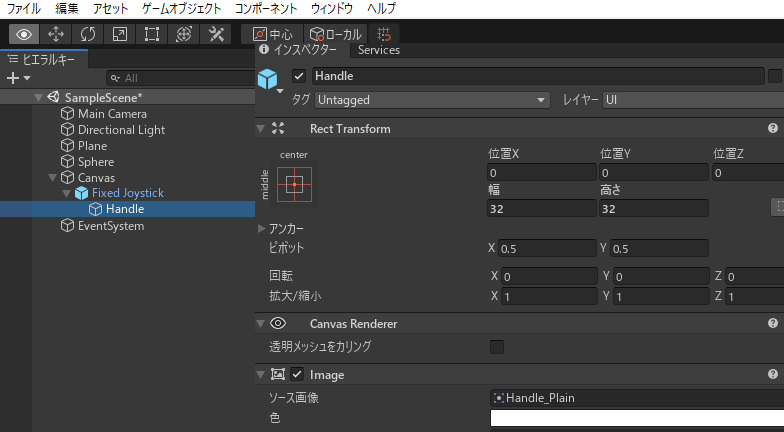 ファイル 編集 アセット ゲームオブジェクト コンポーネント ウィンドウ ヘルプ
中心 ローカル
ヒエラルキー
All
SampleScene*
Main Camera
Directional Light
Plane
Sphere
Canvas
Fixed Joystick
Handle
EventSystem
インスペクター Services
Handle
タグ Untagged レイヤー UI
Rect Transform
center
middle
位置X 位置Y 位置Z
0 0 0
幅 高さ
32 32
アンカー
ピボット X 0.5 Y 0.5
回転 X 0 Y 0 Z 0
拡大/縮小 X 1 Y 1 Z 1
Canvas Renderer
透明メッシュをカリング
Image
ソース画像 Handle_Plain
色